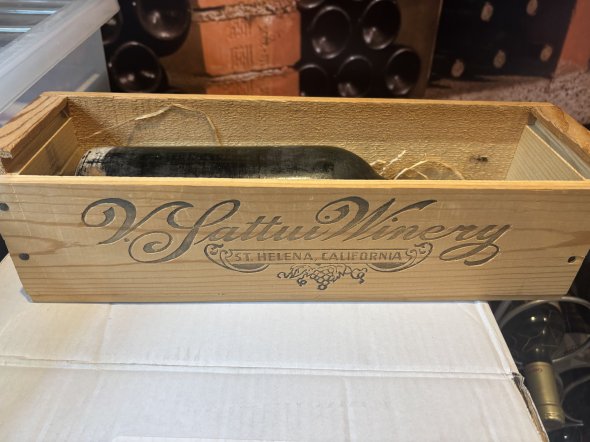 V. Sattui Winery
ST. HELENA, CALIFORNIA